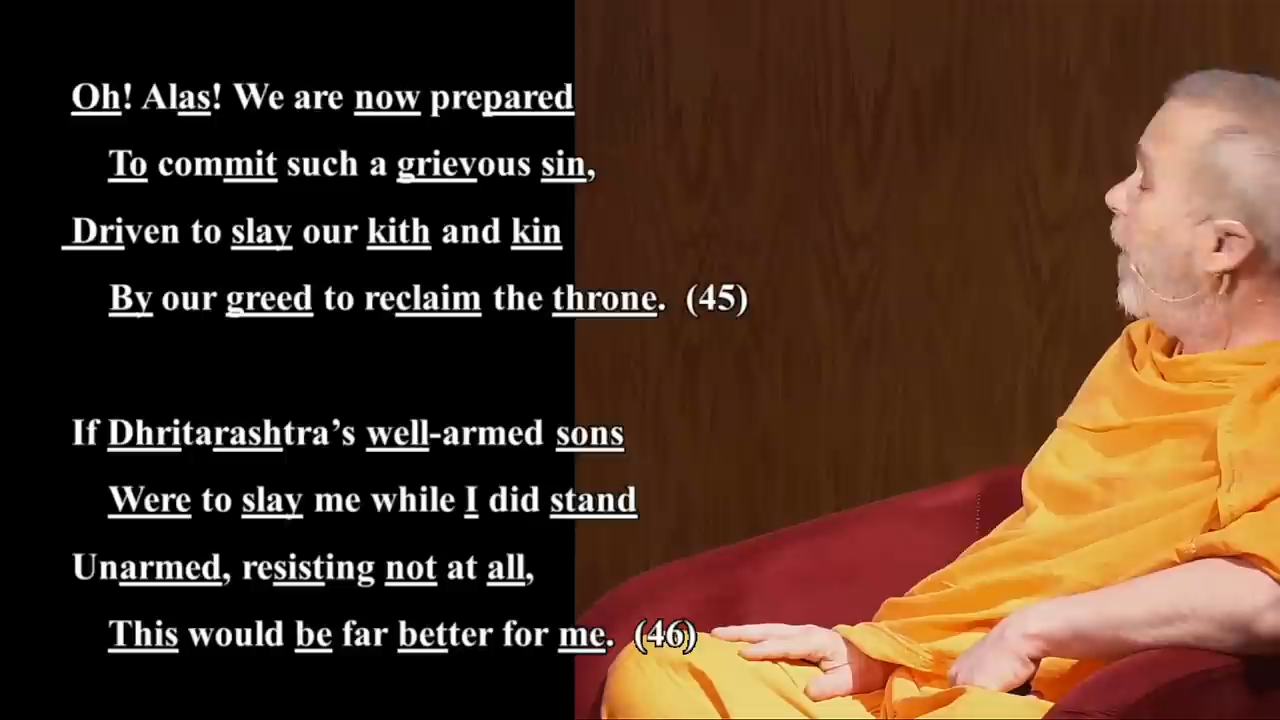 Oh! Alas! We are now prepared
To commit such a grievous sin,
Driven to slay our kith and kin
By our greed to reclaim the throne. (45)
If Dhritarashtra’s well-armed sons
Were to slay me while I did stand
Unarmed, resisting not at all,
This would be far better for me. (46)